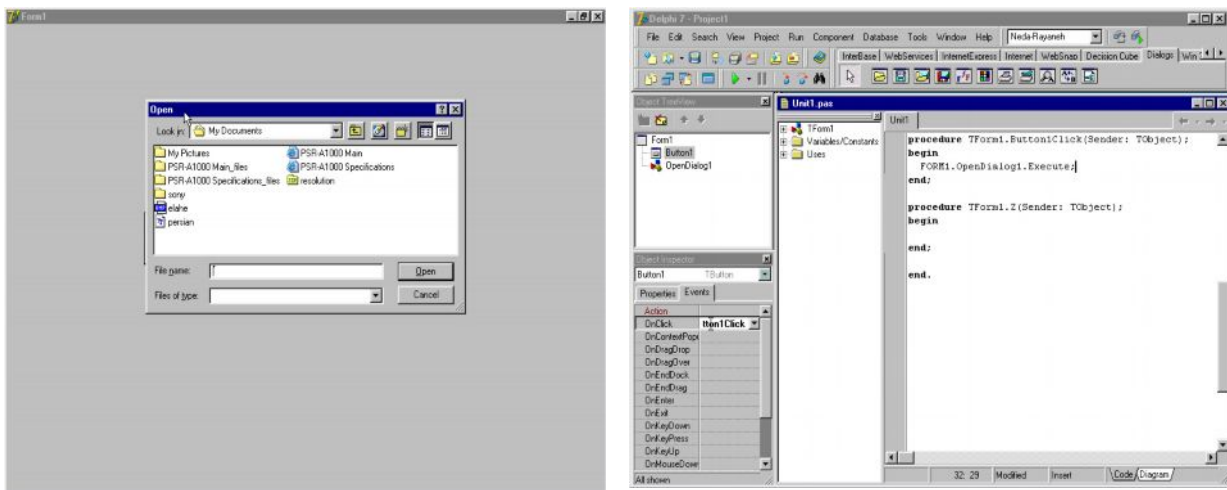 Form1
Open
Look in: My Documents
My Pictures
PSR-A1000 Main_files
PSR-A1000 Specifications_files
sony
elahe
persian
PSR-A1000 Main
PSR-A1000 Specifications
resolution
File name:
Open
Files of type:
Cancel
Delphi 7 - Project1
File Edit Search View Project Run Component Database Tools Window Help Neda-Rayaneh
InterBase WebServices InternetExpress Internet WebSnap Decision Cube Dialogs Win
Object TreeView
Form1
Button1
OpenDialog1
Object Inspector
Button1 TButton
Properties Events
Action
OnClick tton1Click
OnContextPopu
OnDragDrop
OnDragOver
OnEndDock
OnEndDrag
OnEnter
OnExit
OnKeyDown
OnKeyPress
OnKeyUp
OnMouseDown
All shown
Unit1.pas
TForm1
Variables/Constants
Uses
Unit1
procedure TForm1.Button1Click(Sender: TObject);
begin
FORM1.OpenDialog1.Execute;
end;
procedure TForm1.Z(Sender: TObject);
begin
end;
end.
32: 29 Modified Insert Code Diagram